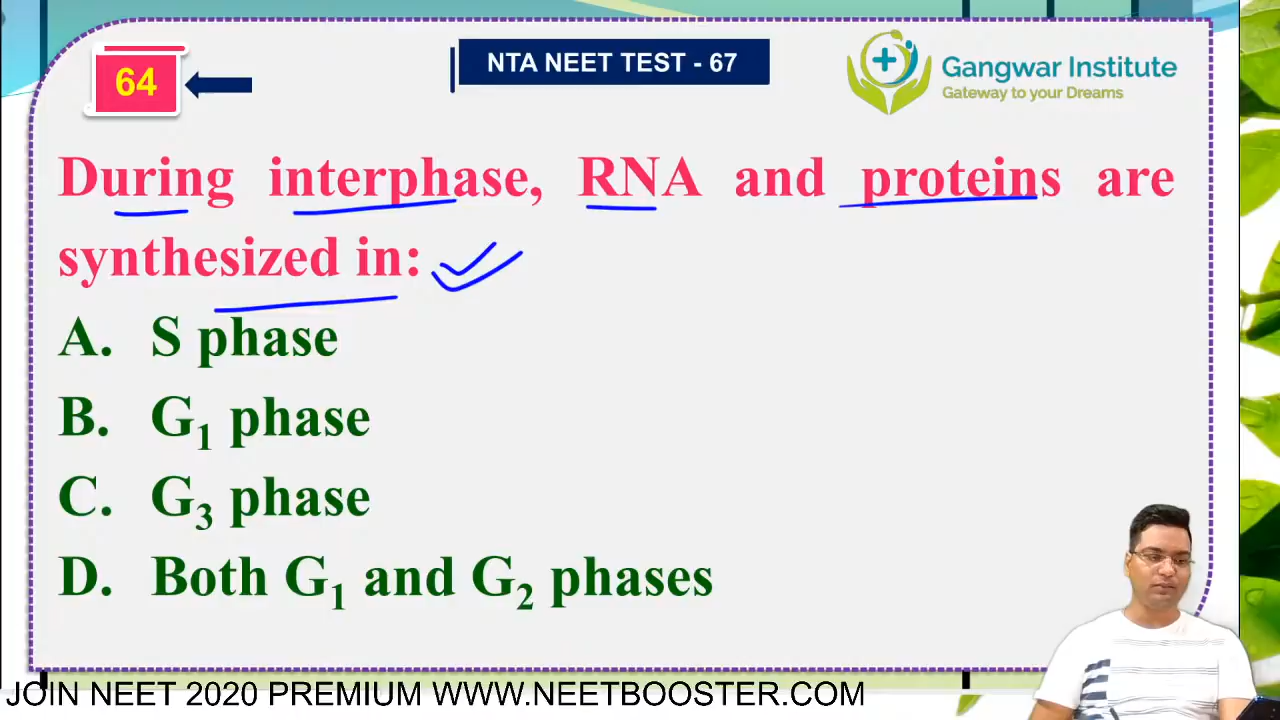 64
NTA NEET TEST - 67
Gangwar Institute
Gateway to your Dreams
During interphase, RNA and proteins are
synthesized in:
A. S phase
B. G₁ phase
C. G₃ phase
D. Both G₁ and G₂ phases
JOIN NEET 2020 PREMIUM WWW.NEETBOOSTER.COM